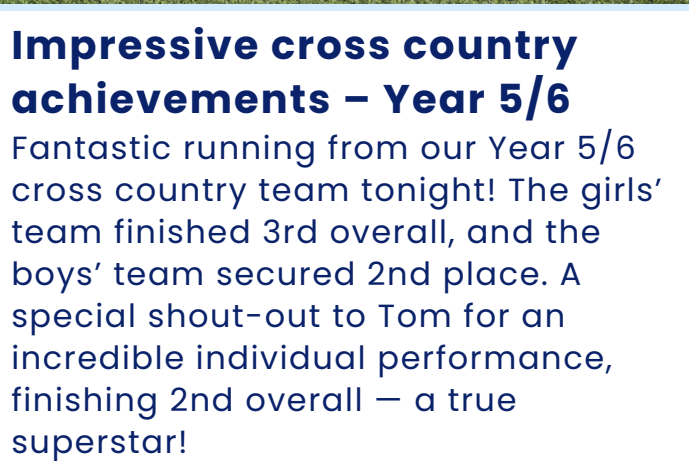 Impressive cross country
achievements – Year 5/6
Fantastic running from our Year 5/6
cross country team tonight! The girls’
team finished 3rd overall, and the
boys’ team secured 2nd place. A
special shout-out to Tom for an
incredible individual performance,
finishing 2nd overall — a true
superstar!